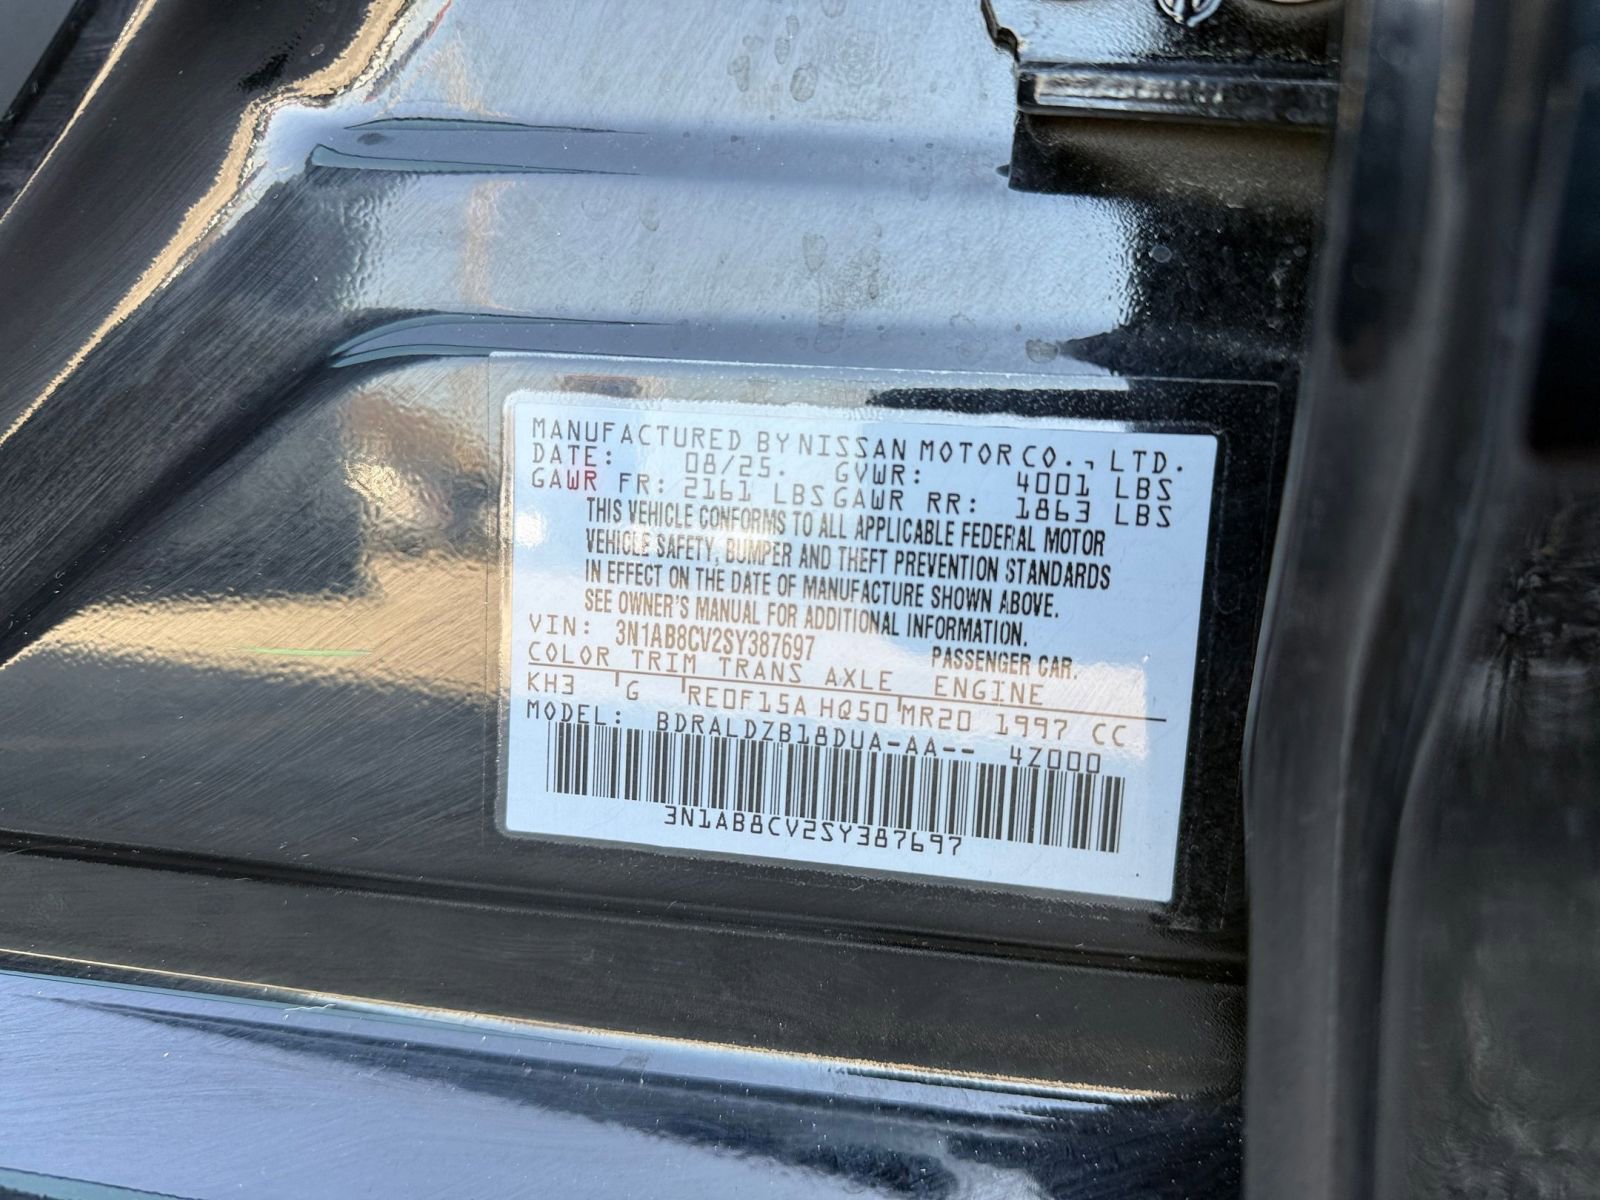 MANUFACTURED BY NISSAN MOTOR CO., LTD.
DATE: 08/25. GVWR: 4001 LBS
GAWR FR: 2161 LBS GAWR RR: 1863 LBS
THIS VEHICLE CONFORMS TO ALL APPLICABLE FEDERAL MOTOR
VEHICLE SAFETY, BUMPER AND THEFT PREVENTION STANDARDS
IN EFFECT ON THE DATE OF MANUFACTURE SHOWN ABOVE.
SEE OWNER'S MANUAL FOR ADDITIONAL INFORMATION.
VIN: 3N1AB8CV2SY387697 PASSENGER CAR.
COLOR TRIM TRANS AXLE ENGINE
KH3 G RE0F15A HQ50 MR20 1997 CC
MODEL: BDRALDZB18DUA-AA-- 4Z000
3N1AB8CV2SY387697